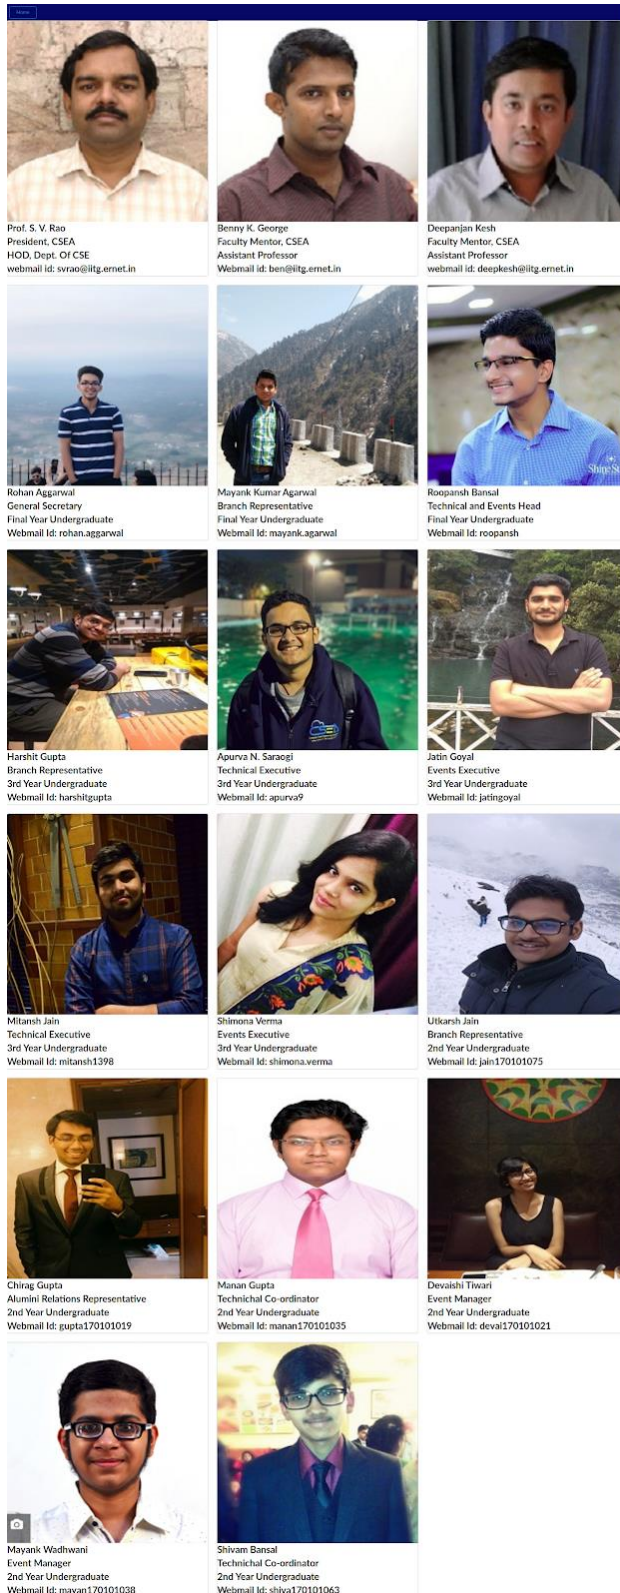 Home
Prof. S. V. Rao
President, CSEA
HOD, Dept. Of CSE
webmail id: svrao@iitg.ernet.in
Benny K. George
Faculty Mentor, CSEA
Assistant Professor
Webmail id: ben@iitg.ernet.in
Deepanjan Kesh
Faculty Mentor, CSEA
Assistant Professor
webmail id: deepkesh@iitg.ernet.in
Rohan Aggarwal
General Secretary
Final Year Undergraduate
Webmail Id: rohan.aggarwal
Mayank Kumar Agarwal
Branch Representative
Final Year Undergraduate
Webmail Id: mayank.agarwal
Roopansh Bansal
Technical and Events Head
Final Year Undergraduate
Webmail Id: roopansh
Harshit Gupta
Branch Representative
3rd Year Undergraduate
Webmail Id: harshitgupta
Apurva N. Saraogi
Technical Executive
3rd Year Undergraduate
Webmail Id: apurva9
Jatin Goyal
Events Executive
3rd Year Undergraduate
Webmail Id: jatingoyal
Mitansh Jain
Technical Executive
3rd Year Undergraduate
Webmail Id: mitansh1398
Shimona Verma
Events Executive
3rd Year Undergraduate
Webmail Id: shimona.verma
Utkarsh Jain
Branch Representative
2nd Year Undergraduate
Webmail Id: jain170101075
Chirag Gupta
Alumini Relations Representative
2nd Year Undergraduate
Webmail Id: gupta170101019
Manan Gupta
Technichal Co-ordinator
2nd Year Undergraduate
Webmail Id: manan170101035
Devaishi Tiwari
Event Manager
2nd Year Undergraduate
Webmail Id: devai170101021
Mayank Wadhwani
Event Manager
2nd Year Undergraduate
Webmail Id: mayan170101038
Shivam Bansal
Technichal Co-ordinator
2nd Year Undergraduate
Webmail Id: shiva170101063